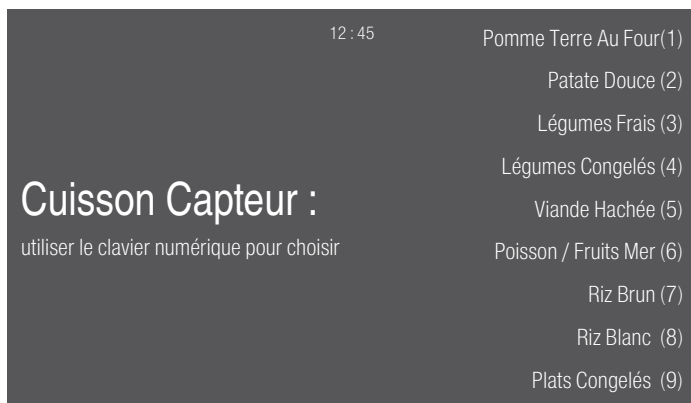 12 : 45
Cuisson Capteur :
utiliser le clavier numérique pour choisir
Pomme Terre Au Four(1)
Patate Douce (2)
Légumes Frais (3)
Légumes Congelés (4)
Viande Hachée (5)
Poisson / Fruits Mer (6)
Riz Brun (7)
Riz Blanc (8)
Plats Congelés (9)